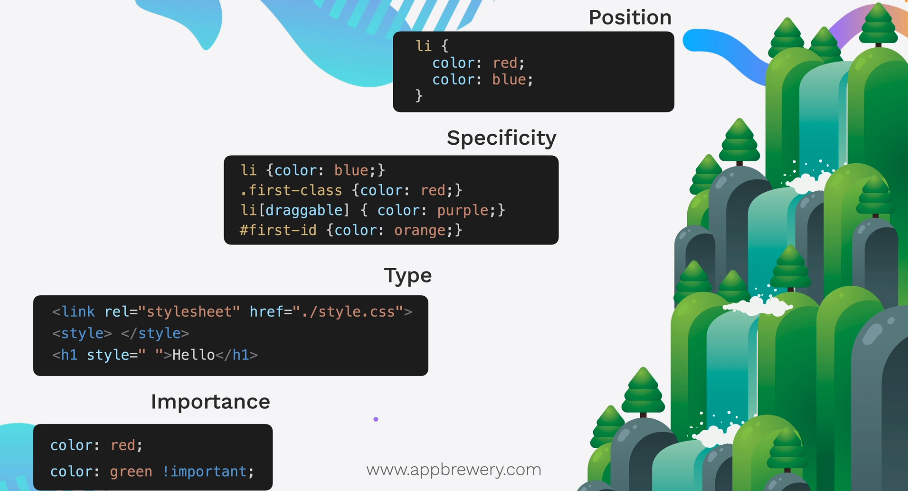 Position
li {
  color: red;
  color: blue;
}
Specificity
li {color: blue;}
.first-class {color: red;}
li[draggable] { color: purple;}
#first-id {color: orange;}
Type
<link rel="stylesheet" href="./style.css">
<style> </style>
<h1 style=" ">Hello</h1>
Importance
color: red;
color: green !important;
www.appbrewery.com